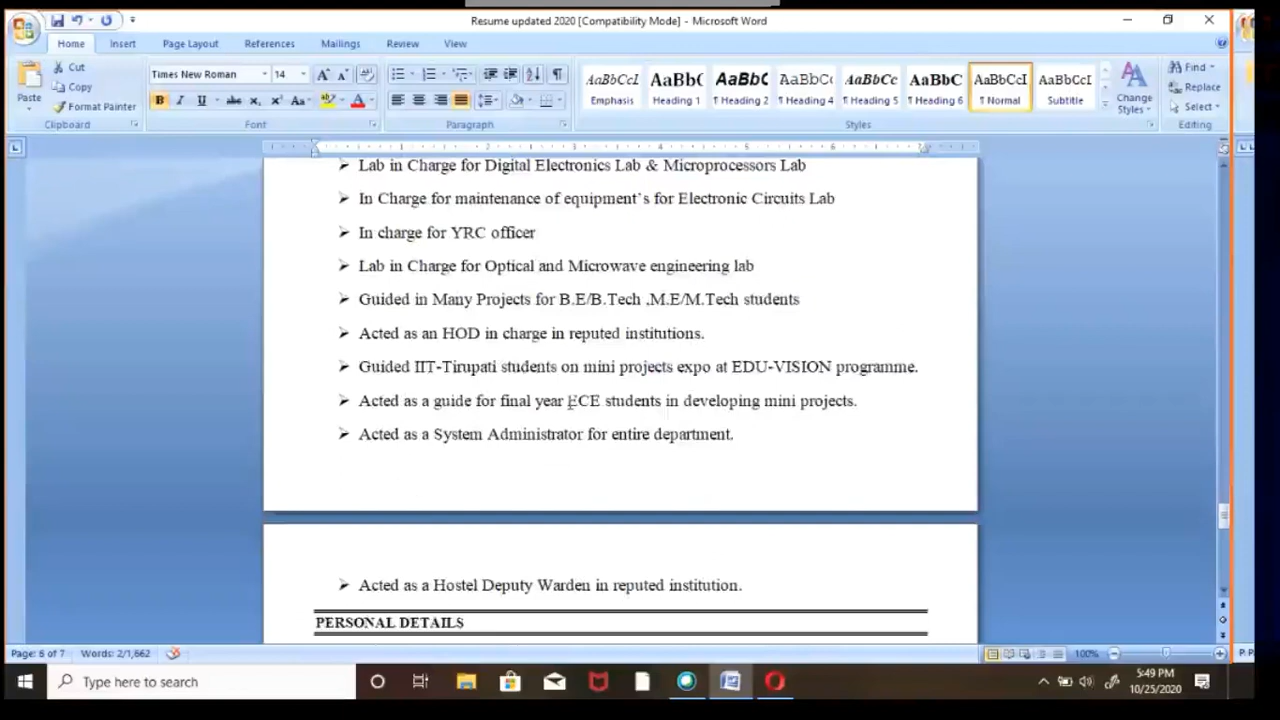 Resume updated 2020 [Compatibility Mode] - Microsoft Word
Home Insert Page Layout References Mailings Review View
Cut
Copy
Format Painter
Paste
Clipboard
Times New Roman 14
Font
Paragraph
AaBbCcI AaBb( AaBbC AaBbC AaBbCc AaBbC AaBbCcI AaBbCcI
Emphasis Heading 1 Heading 2 Heading 4 Heading 5 Heading 6 Normal Subtitle
Change Styles
Styles
Find
Replace
Select
Editing
Lab in Charge for Digital Electronics Lab & Microprocessors Lab
In Charge for maintenance of equipment`s for Electronic Circuits Lab
In charge for YRC officer
Lab in Charge for Optical and Microwave engineering lab
Guided in Many Projects for B.E/B.Tech ,M.E/M.Tech students
Acted as an HOD in charge in reputed institutions.
Guided IIT-Tirupati students on mini projects expo at EDU-VISION programme.
Acted as a guide for final year ECE students in developing mini projects.
Acted as a System Administrator for entire department.
Acted as a Hostel Deputy Warden in reputed institution.
PERSONAL DETAILS
Page: 6 of 7 Words: 2/1,662 100%
Type here to search
5:49 PM
10/25/2020